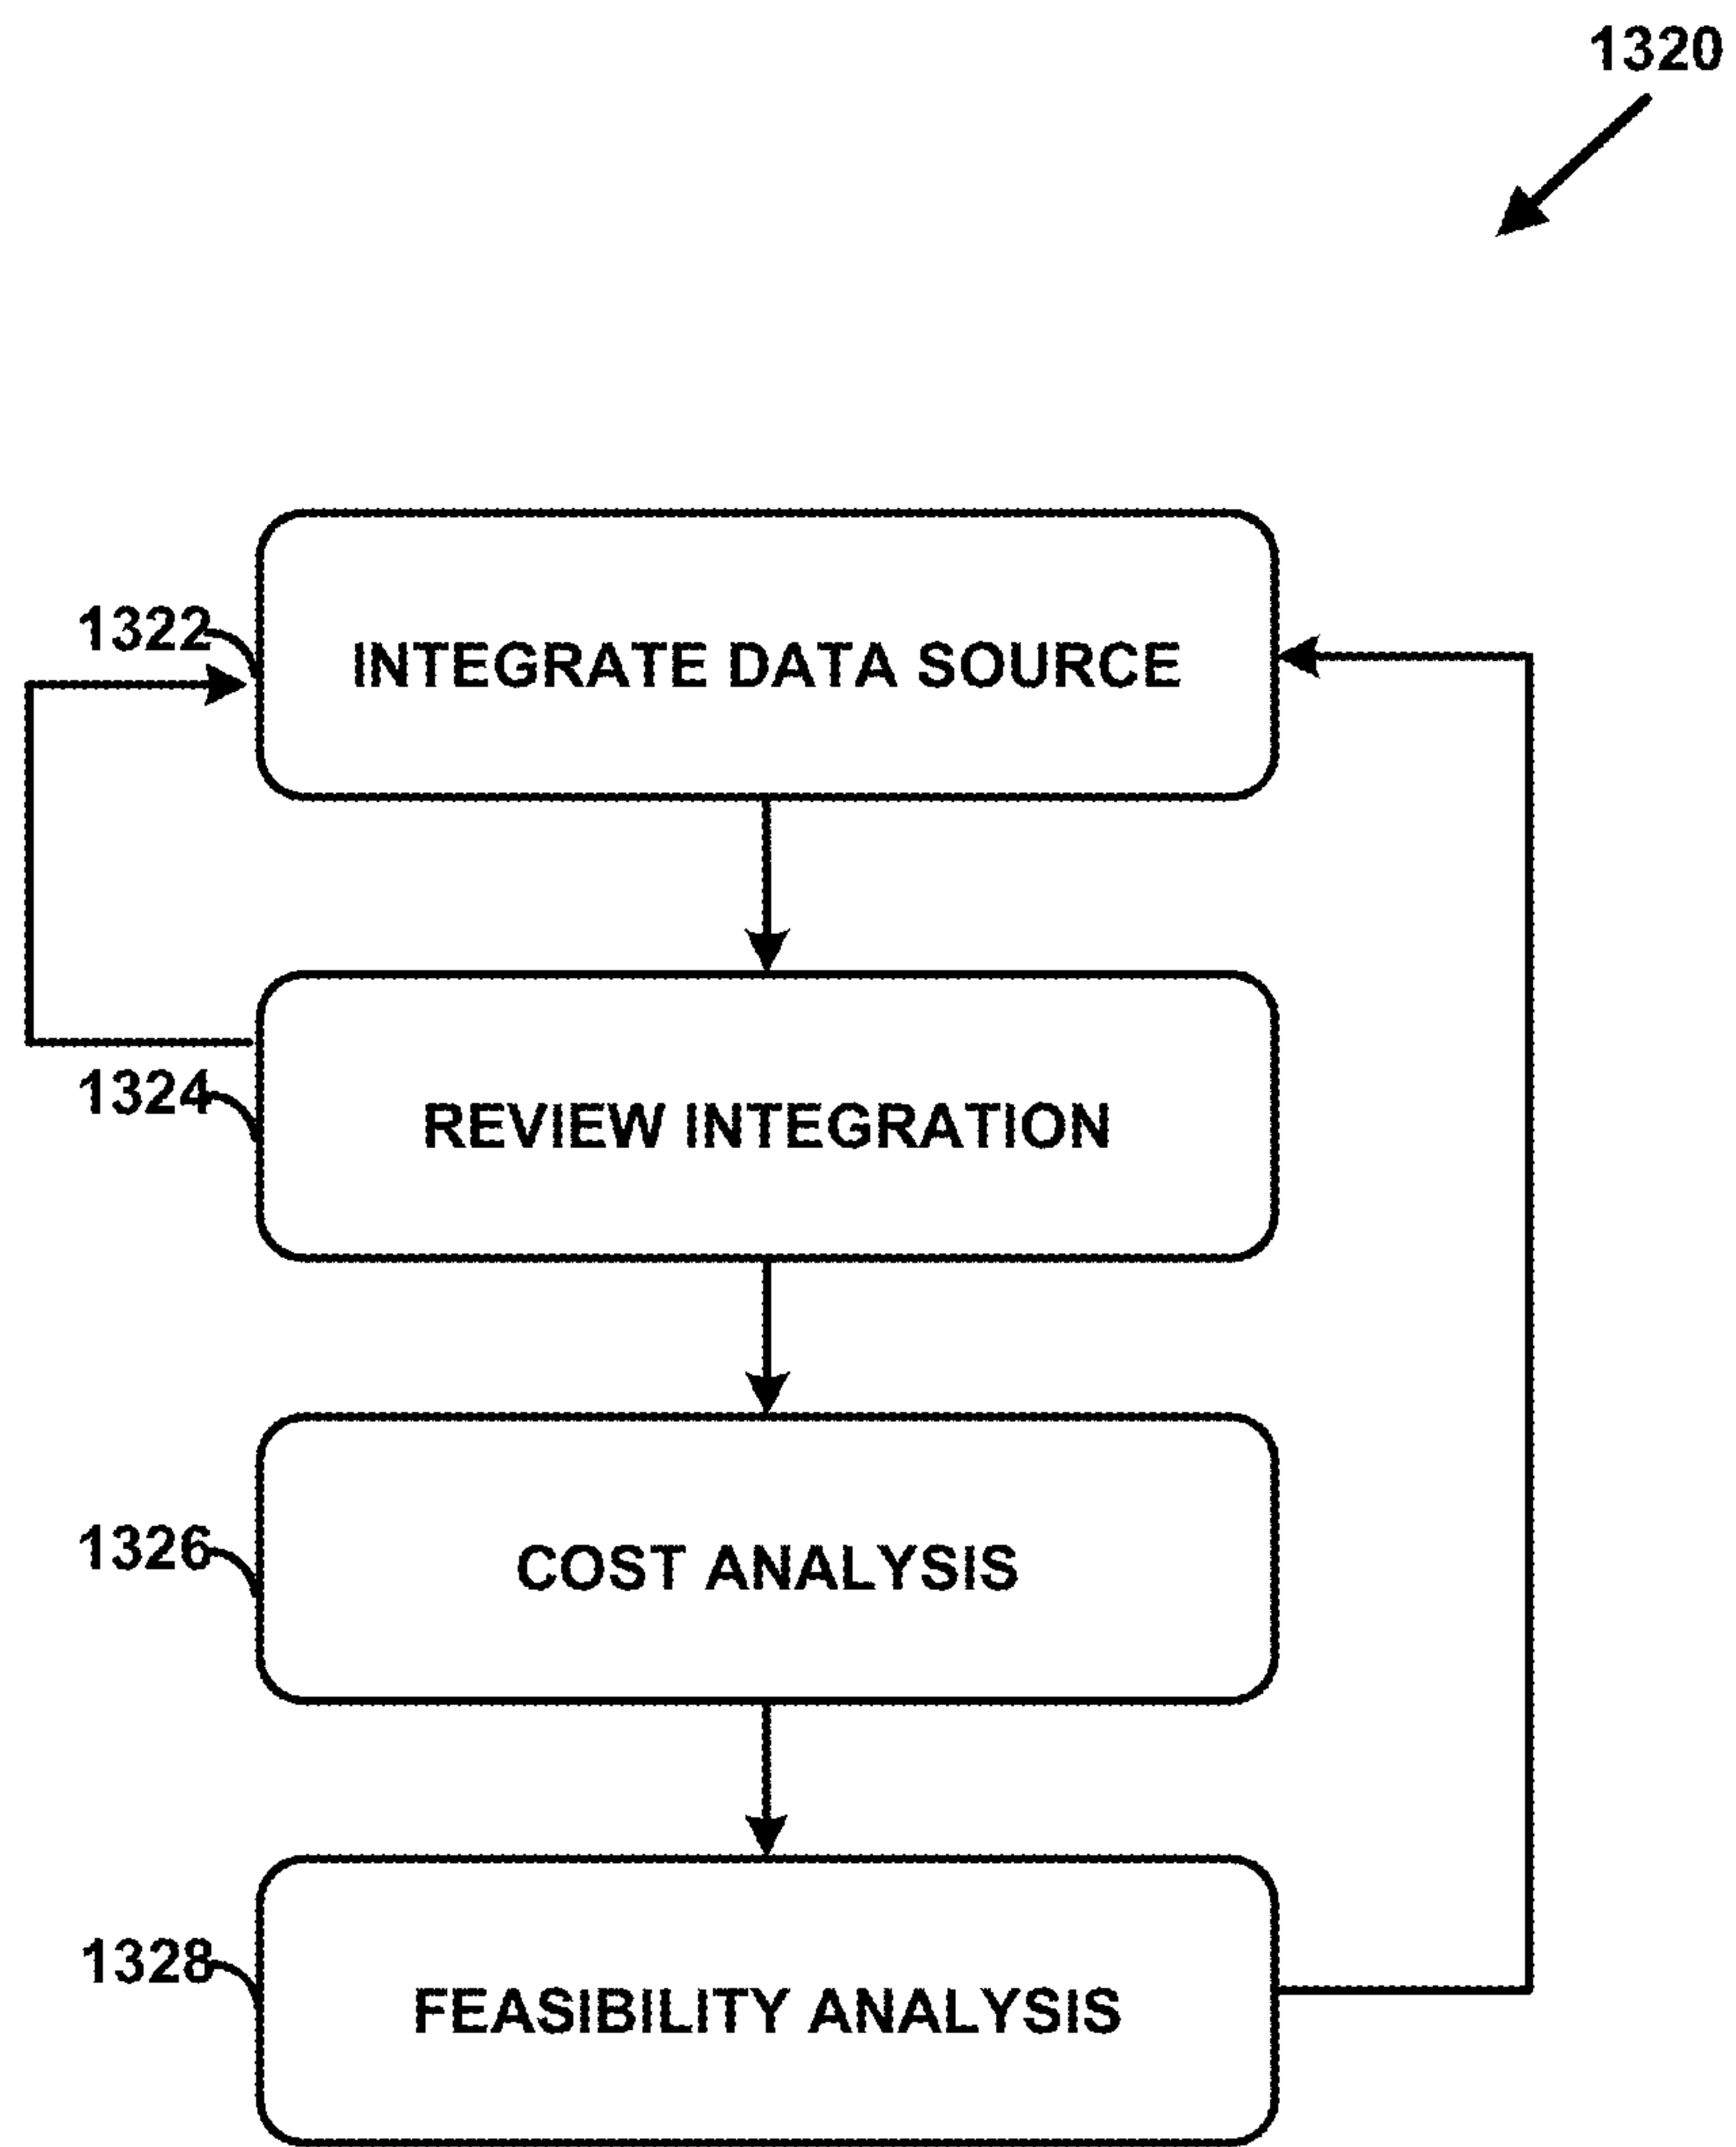 1320
1322
INTEGRATE DATA SOURCE
1324
REVIEW INTEGRATION
1326
COST ANALYSIS
1328
FEASIBILITY ANALYSIS